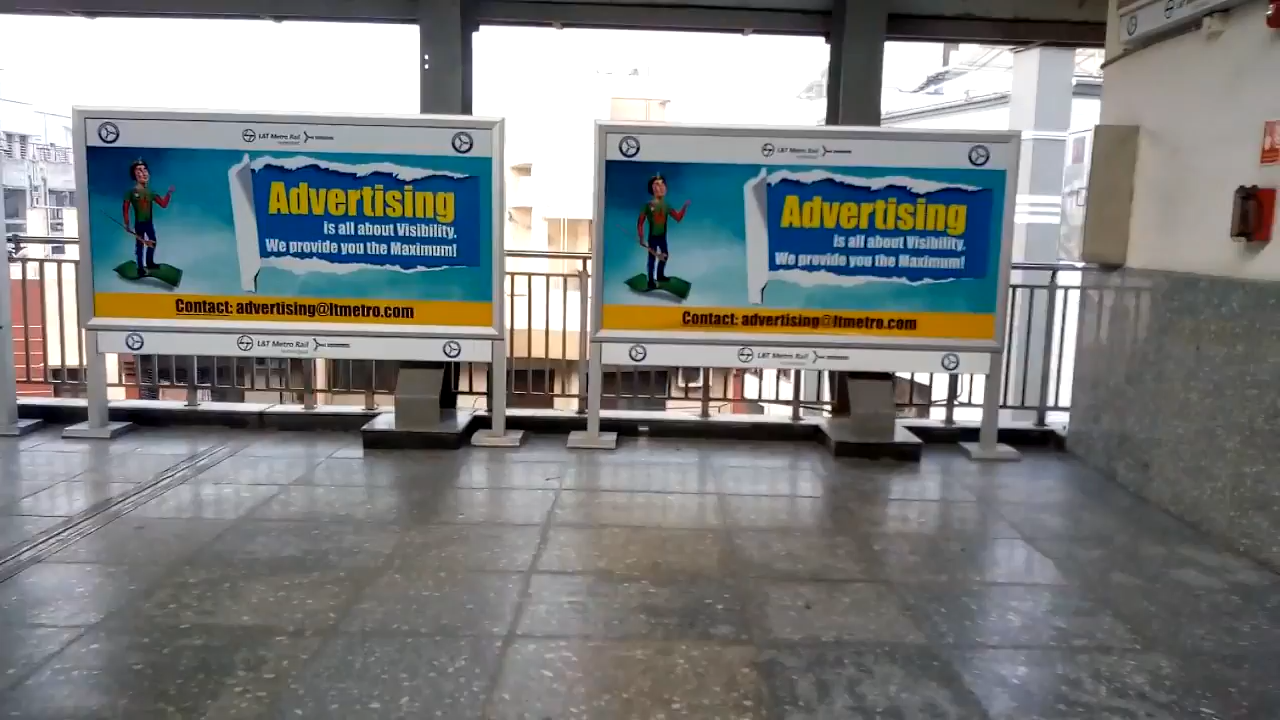 L&T Metro Rail
Advertising
is all about Visibility.
We provide you the Maximum!
Contact: advertising@ltmetro.com
L&T Metro Rail
L&T Metro Rail
Advertising
is all about Visibility.
We provide you the Maximum!
Contact: advertising@ltmetro.com
L&T Metro Rail